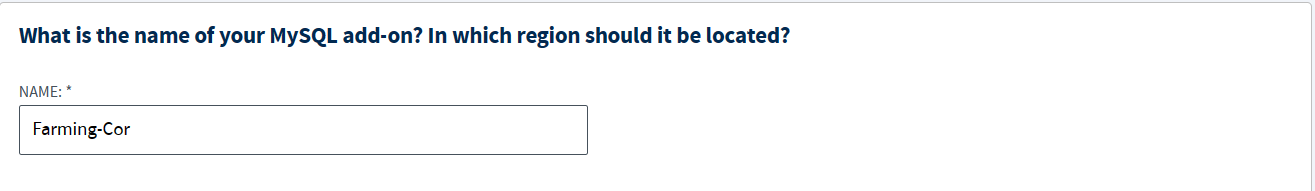 What is the name of your MySQL add-on? In which region should it be located?
NAME: *
Farming-Cor